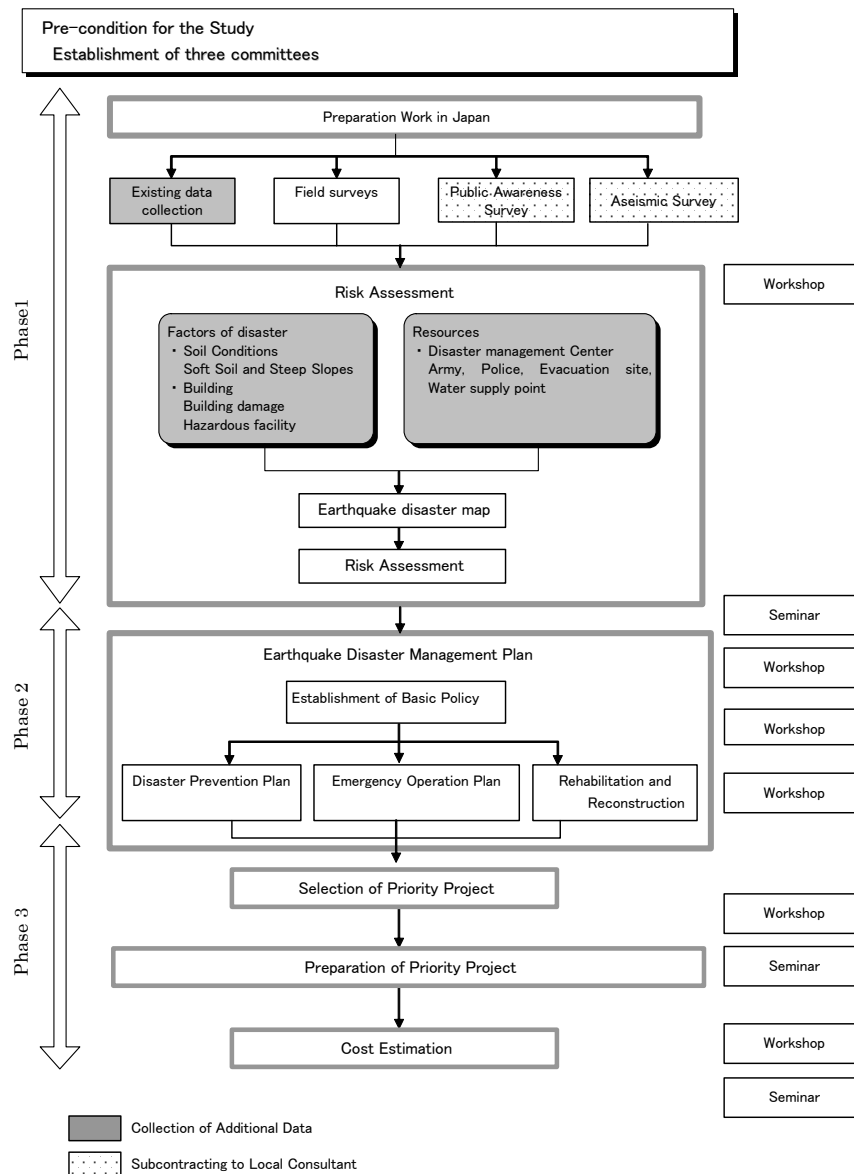 Pre-condition for the Study
Establishment of three committees
Phase1
Preparation Work in Japan
Existing data
collection
Field surveys
Public Awareness
Survey
Aseismic Survey
Risk Assessment
Workshop
Factors of disaster
・ Soil Conditions
Soft Soil and Steep Slopes
・ Building
Building damage
Hazardous facility
Resources
・ Disaster management Center
Army, Police, Evacuation site,
Water supply point
Earthquake disaster map
Risk Assessment
Seminar
Phase 2
Earthquake Disaster Management Plan
Workshop
Establishment of Basic Policy
Workshop
Disaster Prevention Plan
Emergency Operation Plan
Rehabilitation and
Reconstruction
Workshop
Phase 3
Selection of Priority Project
Workshop
Preparation of Priority Project
Seminar
Cost Estimation
Workshop
Seminar
Collection of Additional Data
Subcontracting to Local Consultant